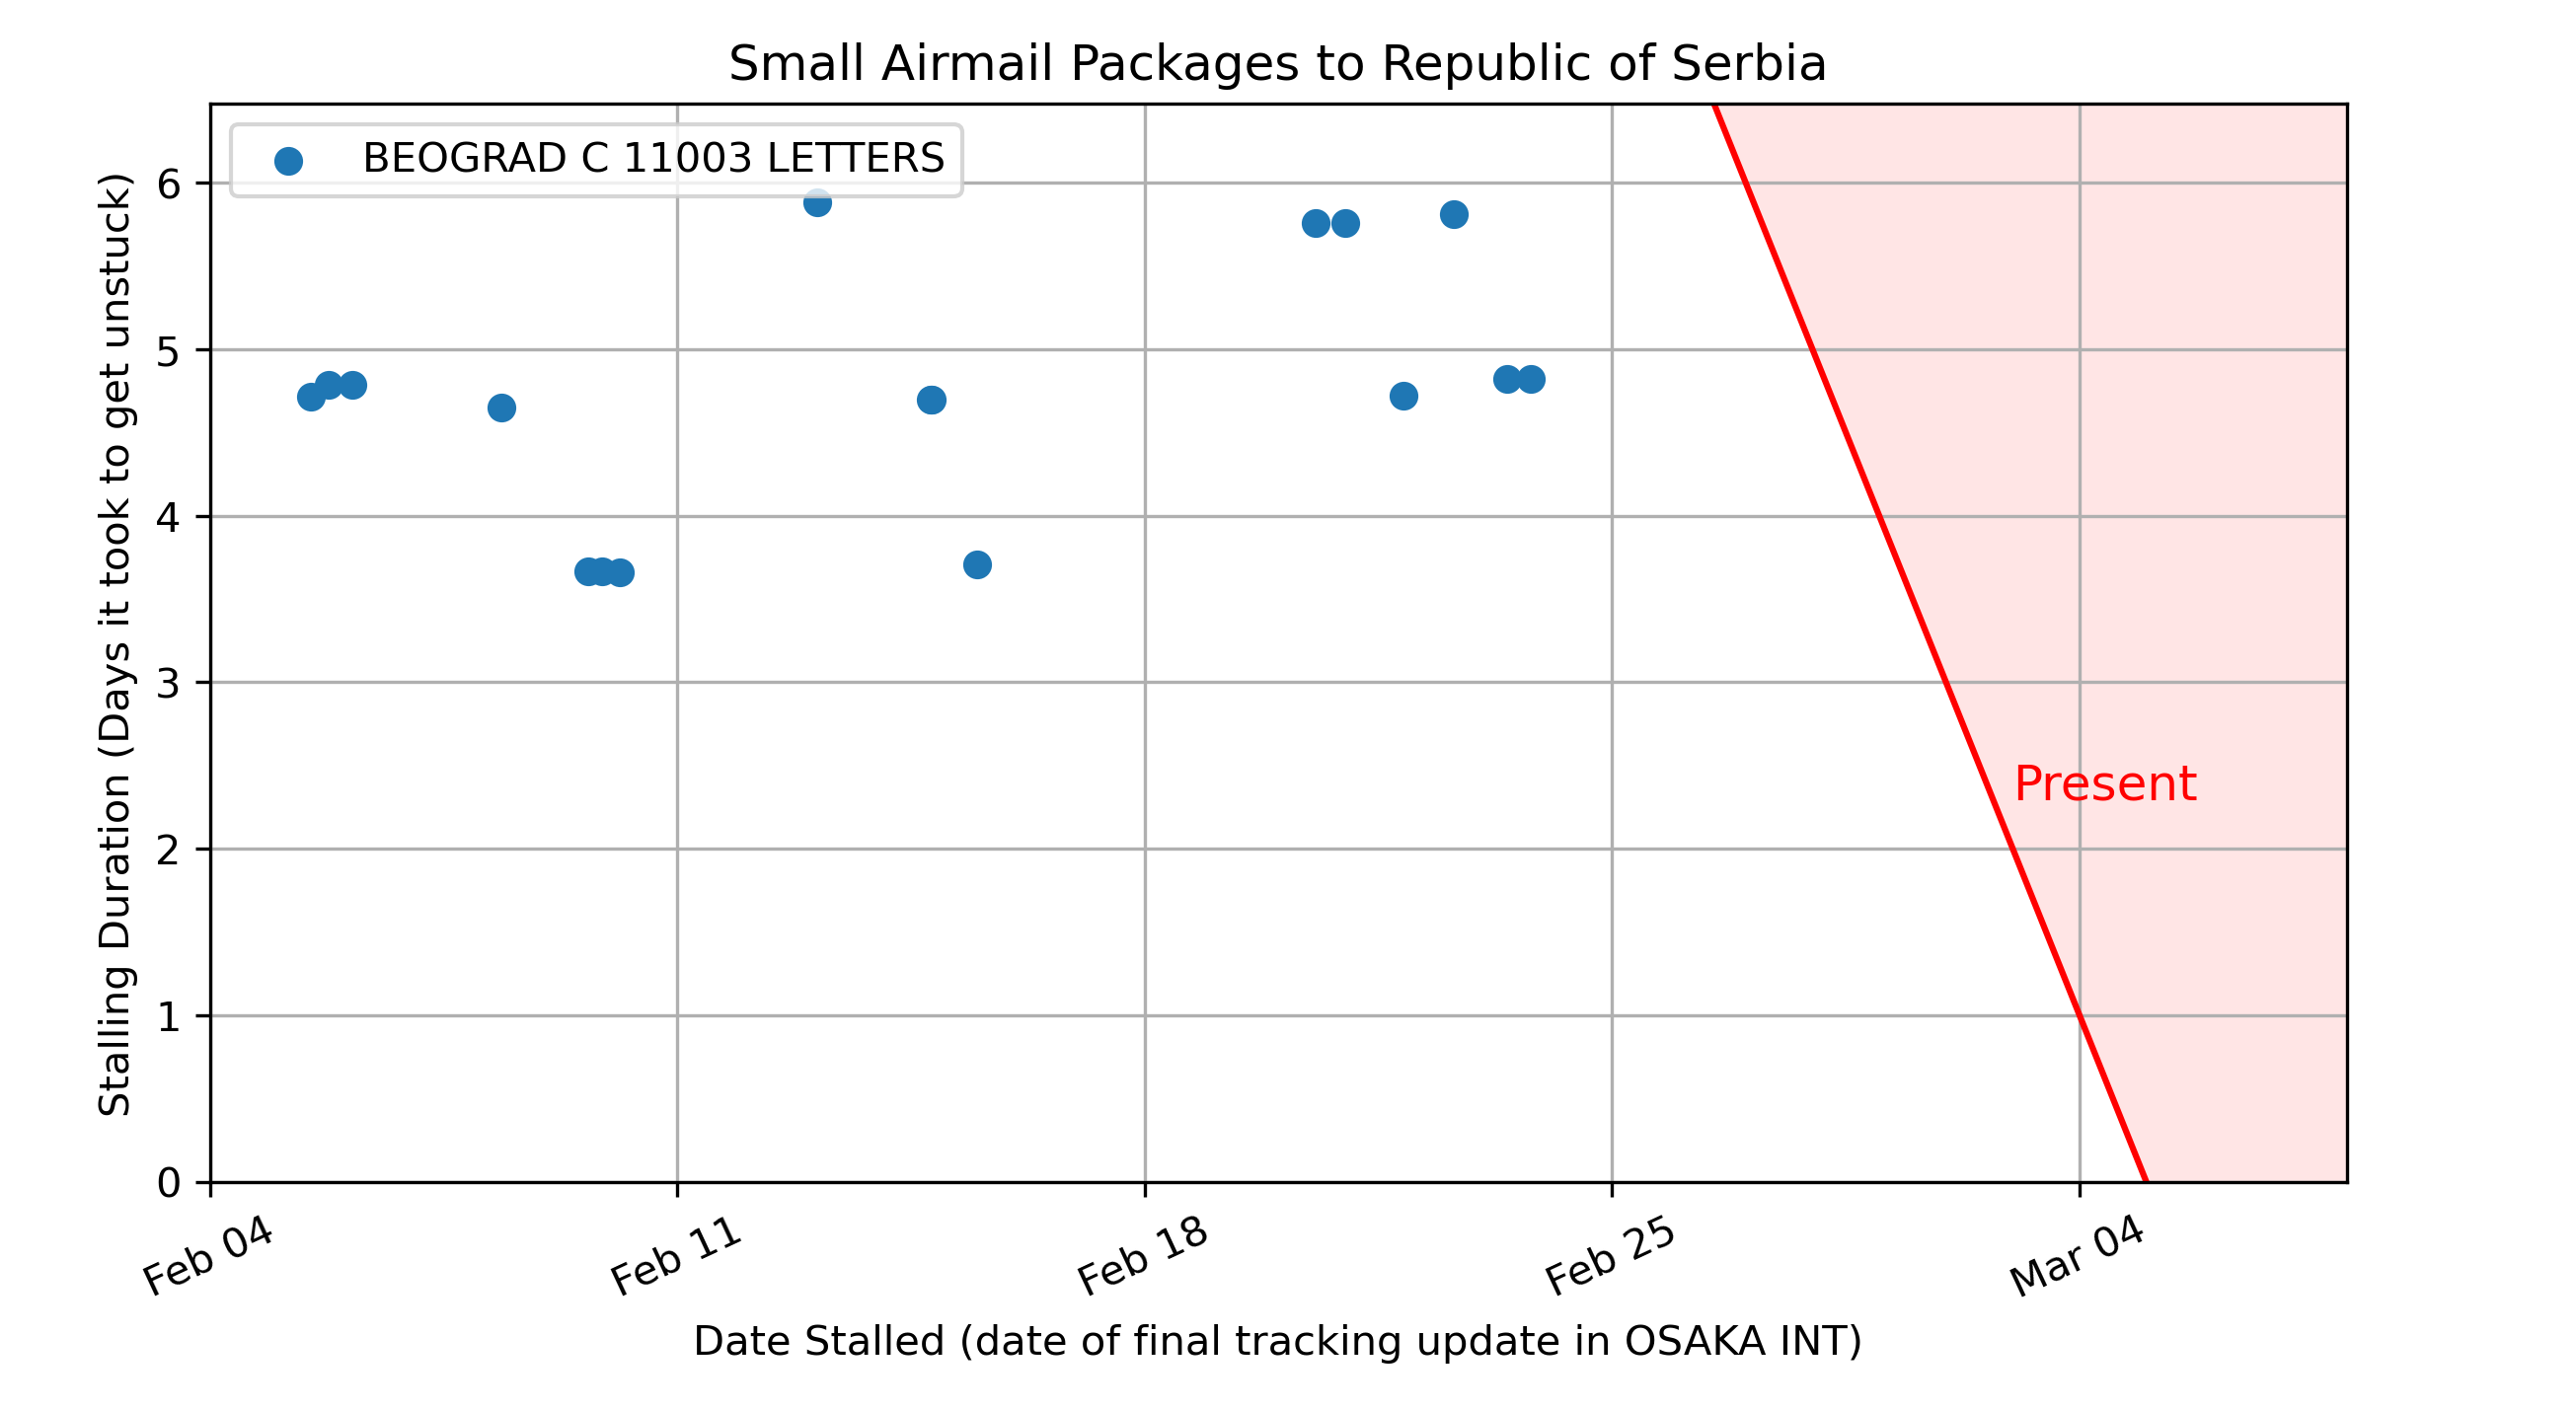 Small Airmail Packages to Republic of Serbia
BEOGRAD C 11003 LETTERS
Stalling Duration (Days it took to get unstuck)
6
5
4
3
2
1
0
Present
Feb 04
Feb 11
Feb 18
Feb 25
Mar 04
Date Stalled (date of final tracking update in OSAKA INT)